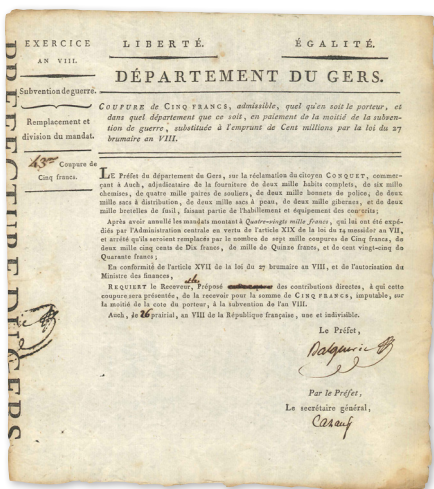 EXERCICE
AN VIII.
Subvention de guerre.
Remplacement et
division du mandat.
43me Coupure de
Cinq francs.
LIBERTÉ. ÉGALITÉ.
DÉPARTEMENT DU GERS.
COUPURE de CINQ FRANCS, admissible, quel qu'en soit le porteur, et
dans quel département que ce soit, en paiement de la moitié de la subven-
tion de guerre, substituée à l'emprunt de Cent millions par la loi du 27
brumaire an VIII.
LE Préfet du département de Gers, sur la réclamation du citoyen CONQUET, commer-
çant à Auch, adjudicataire de la fourniture de deux mille habits complets, de six mille
chemises, de quatre mille paires de souliers, de deux mille bonnets de police, de deux
mille sacs à distribution, de deux mille sacs à peau, de deux mille gibernes, et de deux
mille bretelles de fusil, faisant partie de l'habillement et équipement des conscrits;
Après avoir annullé les mandats montant à Quatre-vingts mille francs, qui lui ont été expé-
diés par l'Administration centrale en vertu de l'article XIX de la loi du 14 messidor an VII,
et arrêté qu'ils seroient remplacés par le nombre de sept mille coupures de Cinq francs, de
deux mille cinq cents de Dix francs, de mille de Quinze francs, et de cent vingt-cinq de
Quarante francs;
En conformité de l'article XVII de la loi du 27 brumaire an VIII, et de l'autorisation du
Ministre des finances,
REQUIERT le Receveur, Préposé des contributions directes, à qui cette
coupure sera présentée, de la recevoir pour la somme de CINQ FRANCS, imputable, sur
la moitié de la cote du porteur, à la subvention de guerre.
Auch, le 26 prairial, an VIII de la République française, une et indivisible.
Le Préfet,
Balguerie
Par le Préfet,
Le secrétaire général,
Cazaux
PREFECTURE DU GERS